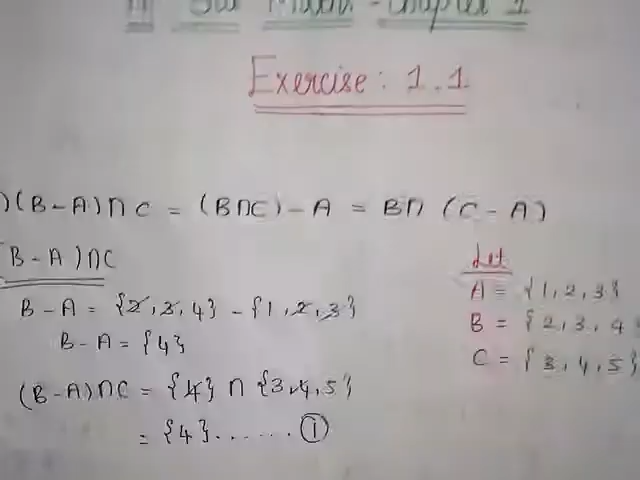 Exercise : 1.1
)(B-A)∩C = (B∩C)-A = B∩ (C-A)
(B-A)∩C
B-A = {2,3,4} - {1,2,3}
B-A = {4}
(B-A)∩C = {4} ∩ {3,4,5}
= {4}......①
Let
A = {1,2,3}
B = {2,3,4}
C = {3,4,5}